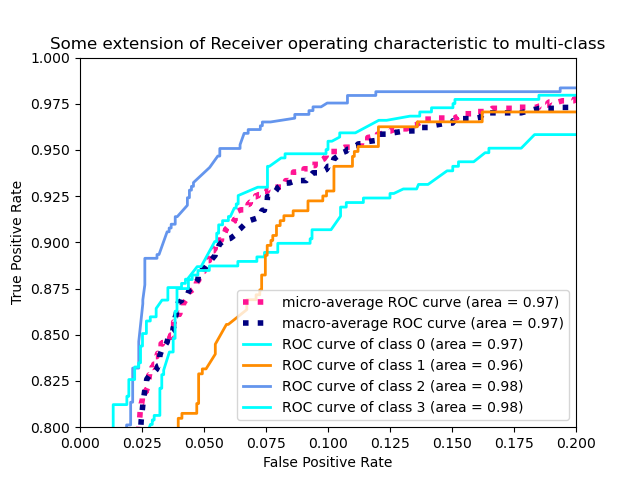 Some extension of Receiver operating characteristic to multi-class
1.000
0.975
0.950
0.925
0.900
0.875
0.850
0.825
0.800
True Positive Rate
micro-average ROC curve (area = 0.97)
macro-average ROC curve (area = 0.97)
ROC curve of class 0 (area = 0.97)
ROC curve of class 1 (area = 0.96)
ROC curve of class 2 (area = 0.98)
ROC curve of class 3 (area = 0.98)
0.000 0.025 0.050 0.075 0.100 0.125 0.150 0.175 0.200
False Positive Rate